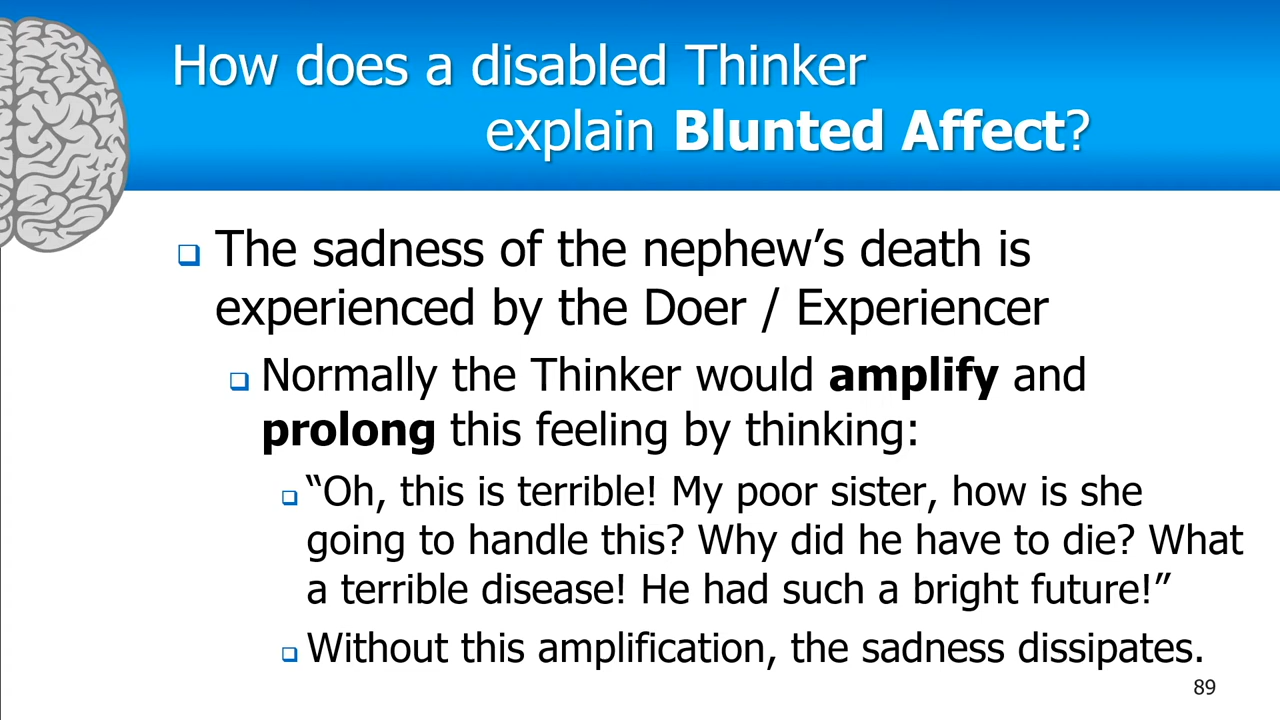 How does a disabled Thinker
explain Blunted Affect?
❑ The sadness of the nephew’s death is
experienced by the Doer / Experiencer
❑ Normally the Thinker would amplify and
prolong this feeling by thinking:
❑ “Oh, this is terrible! My poor sister, how is she
going to handle this? Why did he have to die? What
a terrible disease! He had such a bright future!”
❑ Without this amplification, the sadness dissipates.
89